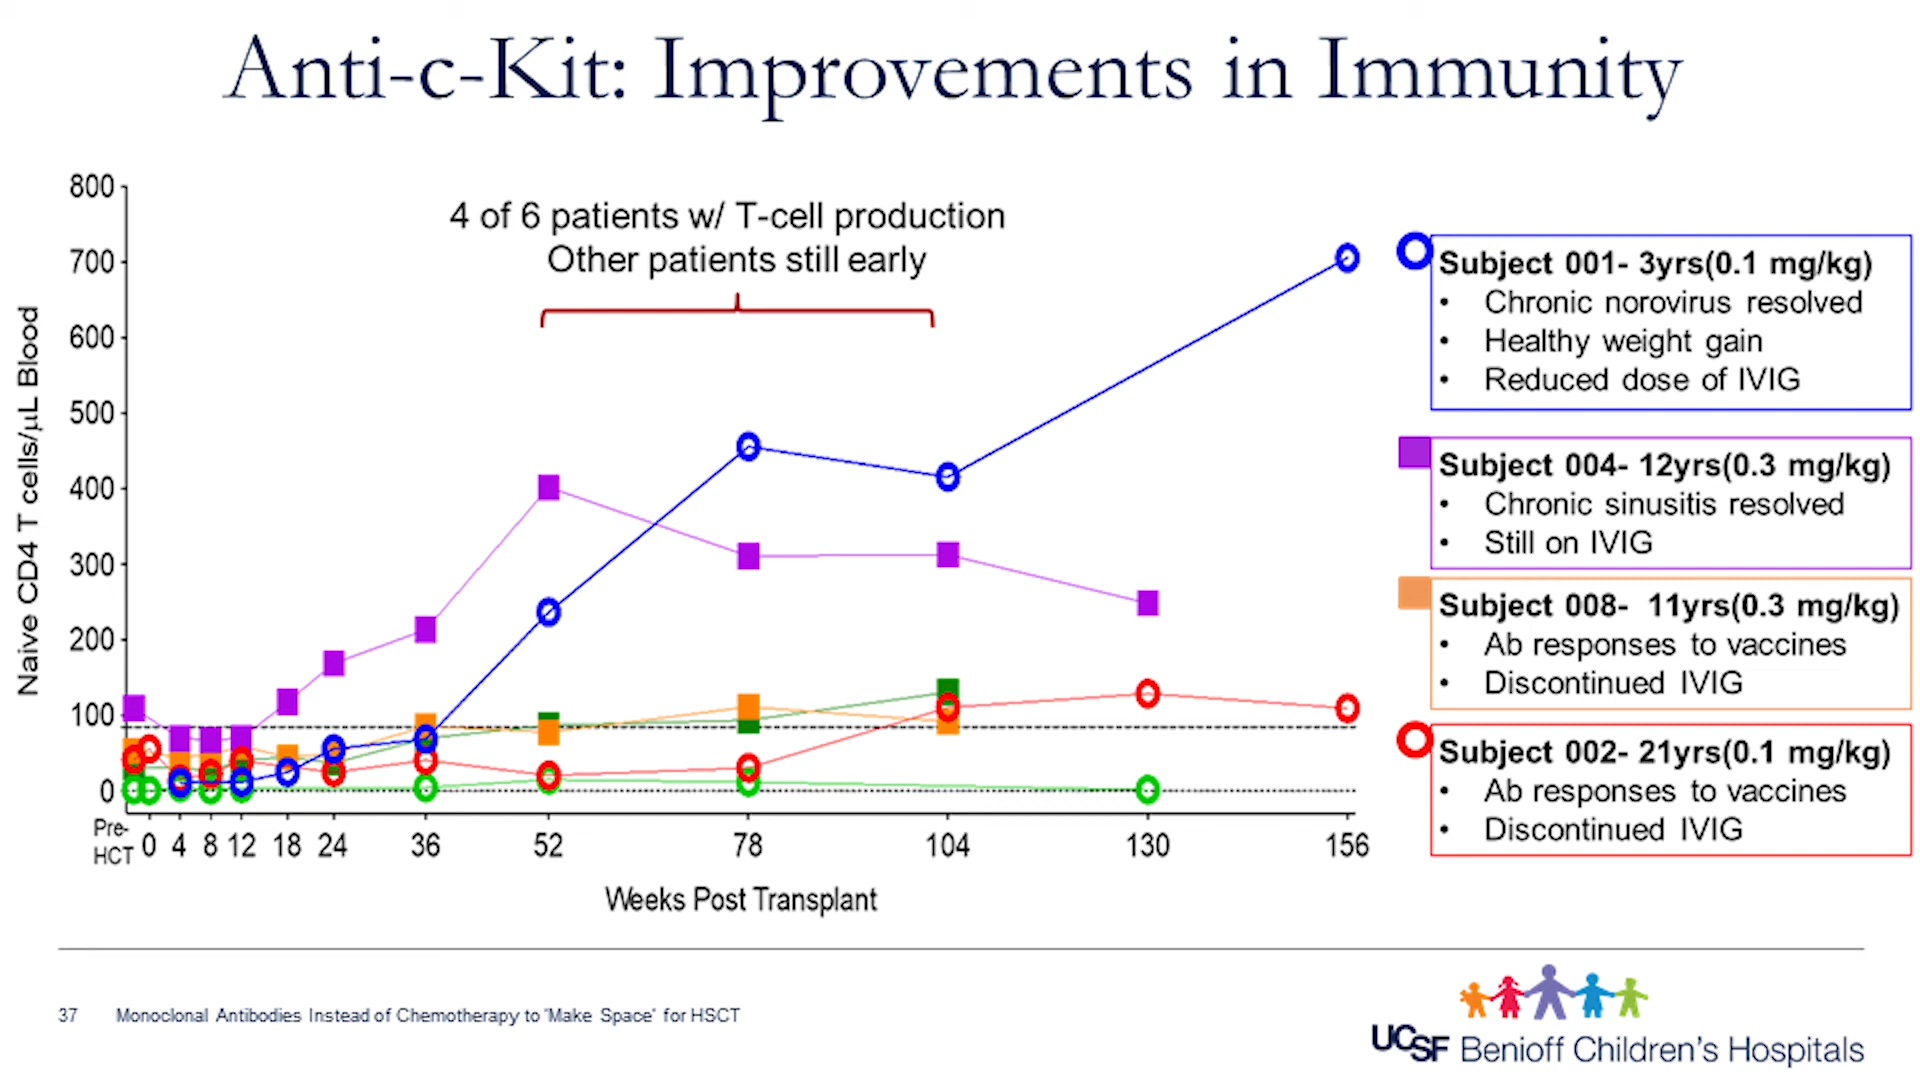 Anti-c-Kit: Improvements in Immunity
800
700
600
500
400
300
200
100
0
Naive CD4 T cells/µL Blood
4 of 6 patients w/ T-cell production
Other patients still early
Pre-
HCT 0 4 8 12 18 24 36 52 78 104 130 156
Weeks Post Transplant
Subject 001- 3yrs(0.1 mg/kg)
• Chronic norovirus resolved
• Healthy weight gain
• Reduced dose of IVIG
Subject 004- 12yrs(0.3 mg/kg)
• Chronic sinusitis resolved
• Still on IVIG
Subject 008- 11yrs(0.3 mg/kg)
• Ab responses to vaccines
• Discontinued IVIG
Subject 002- 21yrs(0.1 mg/kg)
• Ab responses to vaccines
• Discontinued IVIG
37 Monoclonal Antibodies Instead of Chemotherapy to 'Make Space' for HSCT
UCSF Benioff Children's Hospitals